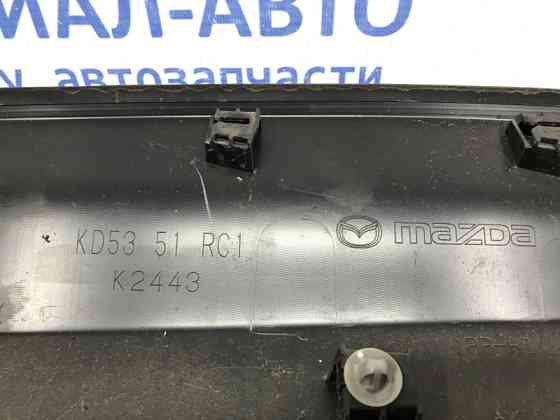 МАЛ-АВТО
автозапчасти
KD53 51 RC1
mazda
K2443